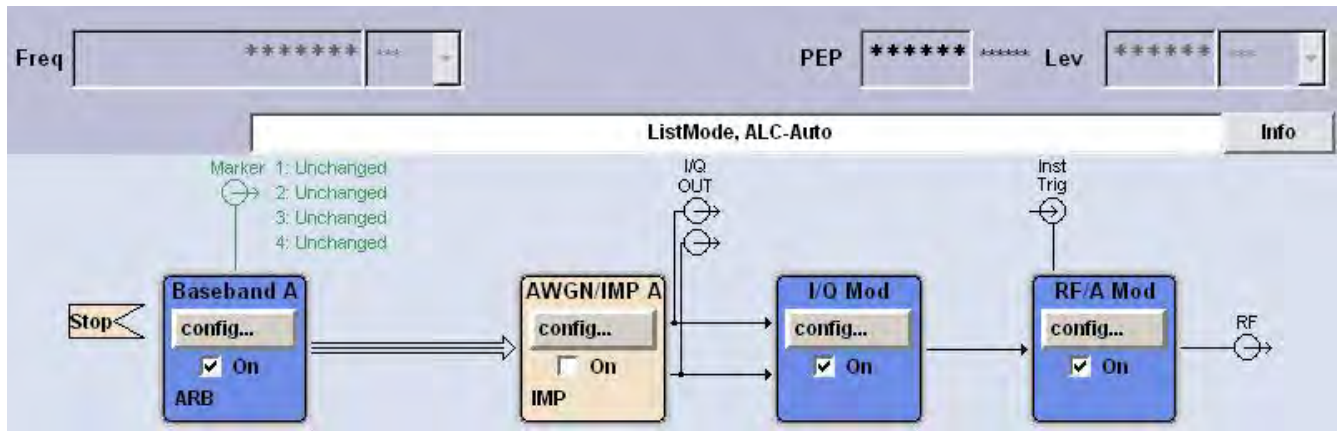 Freq ******* *** PEP ****** ****** Lev ****** ***
ListMode, ALC-Auto Info
Marker 1: Unchanged
2: Unchanged
3: Unchanged
4: Unchanged
I/Q
OUT
Inst
Trig
Stop
Baseband A
config...
On
ARB
AWGN/IMP A
config...
On
IMP
I/Q Mod
config...
On
RF/A Mod
config...
On
RF